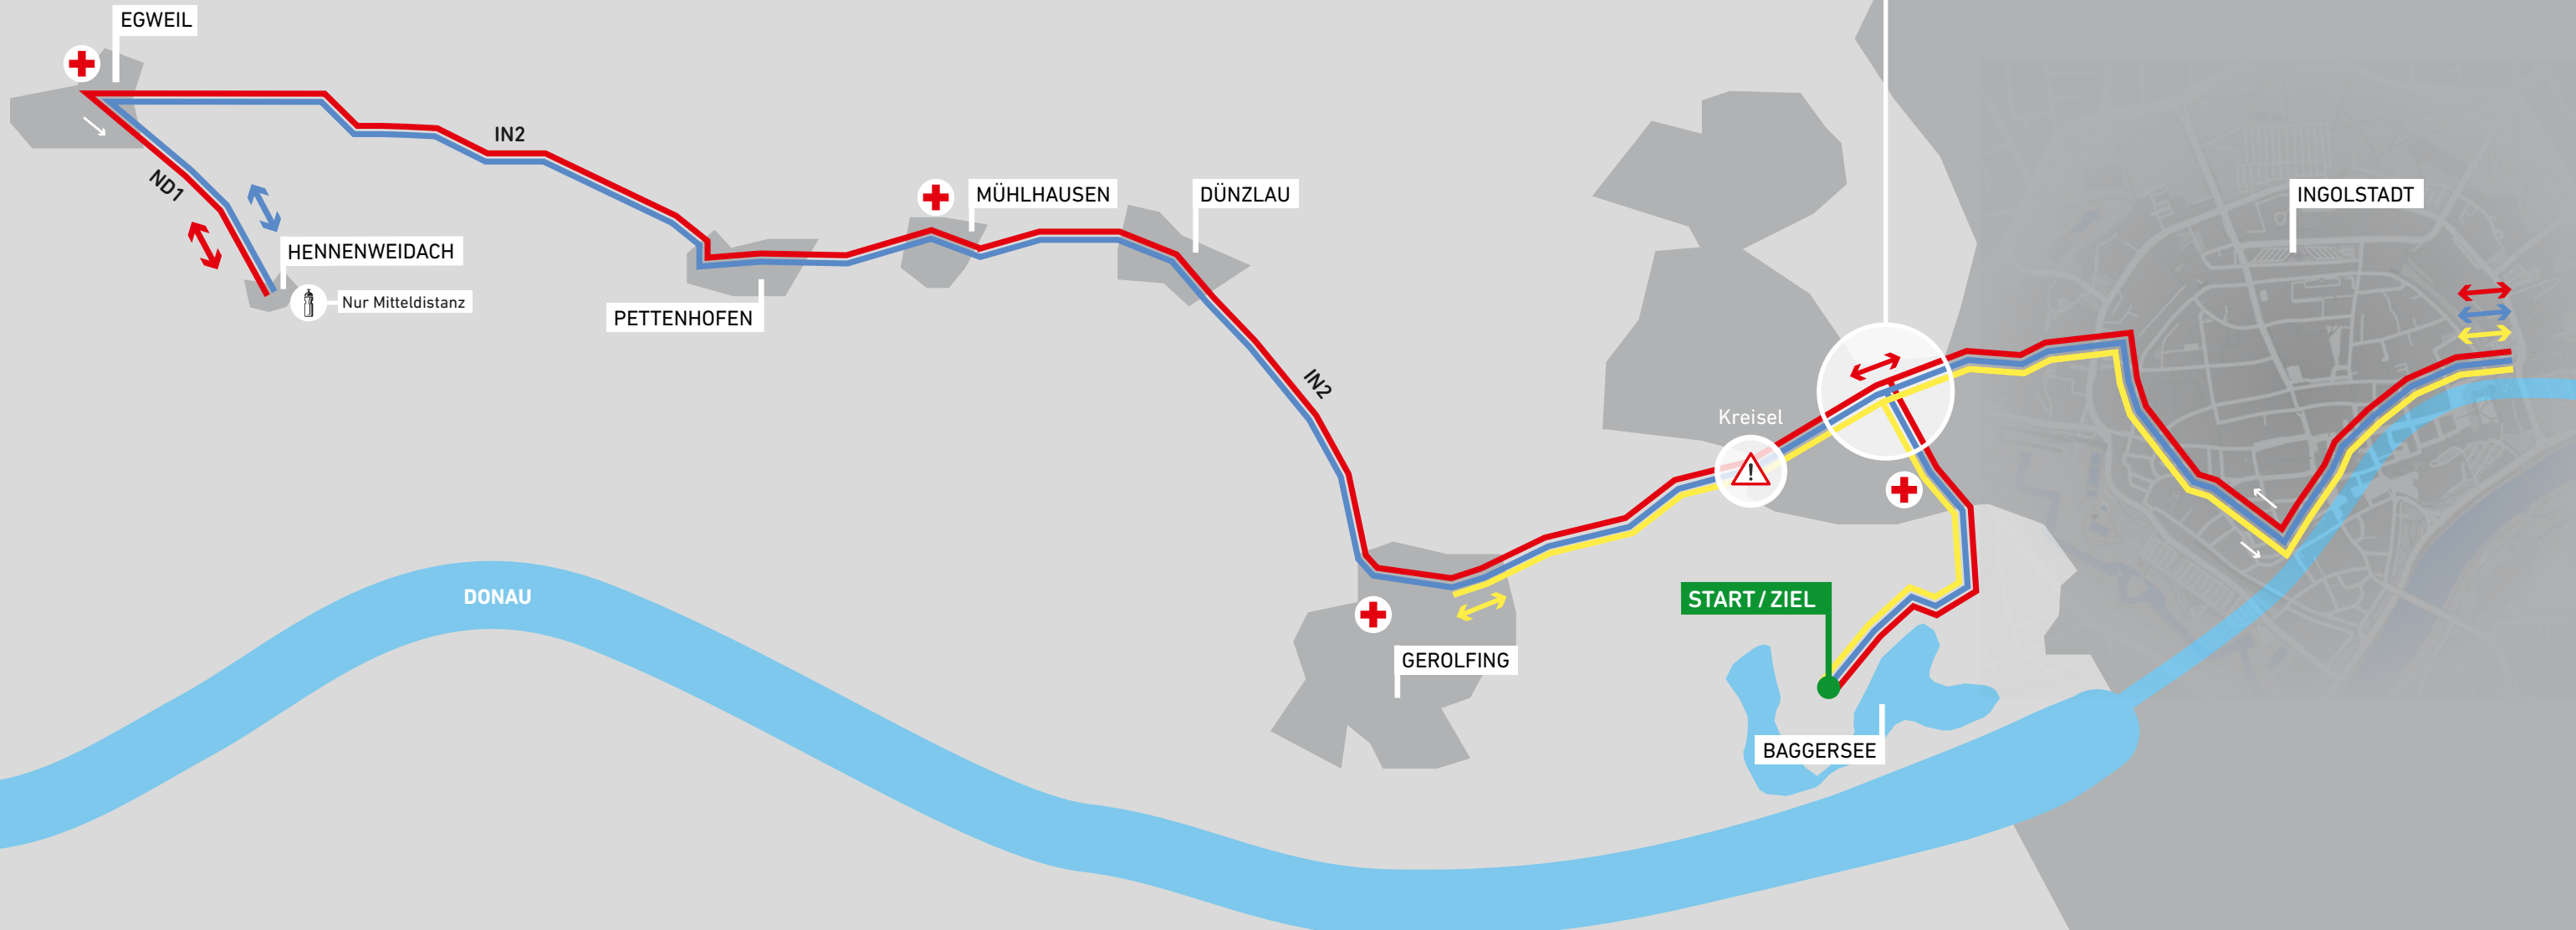 EGWEIL
IN2
ND1
MÜHLHAUSEN
DÜNZLAU
INGOLSTADT
HENNENWEIDACH
Nur Mitteldistanz
PETTENHOFEN
IN2
Kreisel
!
DONAU
START / ZIEL
GEROLFING
BAGGERSEE